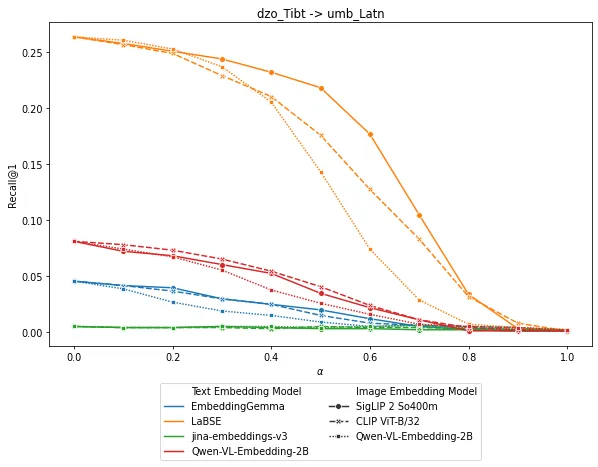 dzo_Tibt -> umb_Latn
Recall@1
0.25
0.20
0.15
0.10
0.05
0.00
0.0 0.2 0.4 0.6 0.8 1.0
α
Text Embedding Model Image Embedding Model
EmbeddingGemma SigLIP 2 So400m
LaBSE CLIP ViT-B/32
jina-embeddings-v3 Qwen-VL-Embedding-2B
Qwen-VL-Embedding-2B